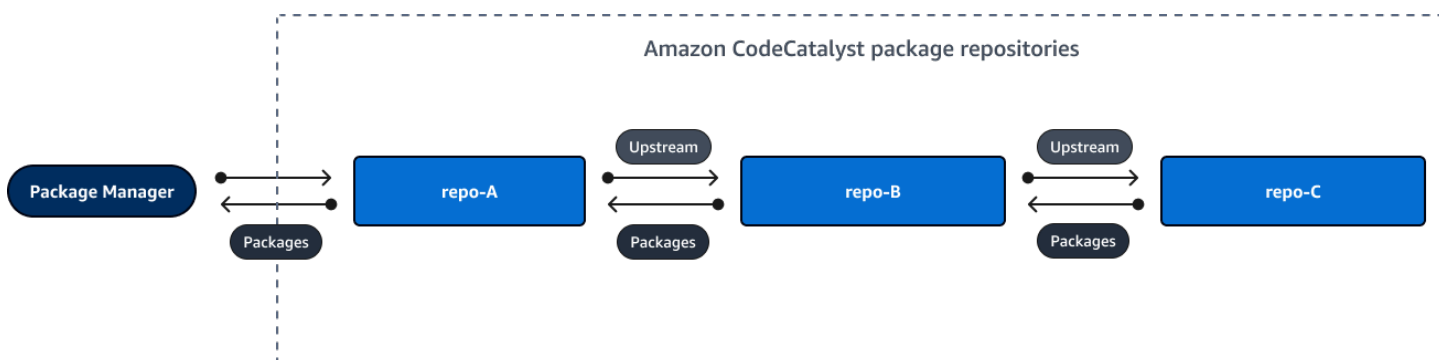 Amazon CodeCatalyst package repositories
Upstream
Upstream
Package Manager
repo-A
repo-B
repo-C
Packages
Packages
Packages